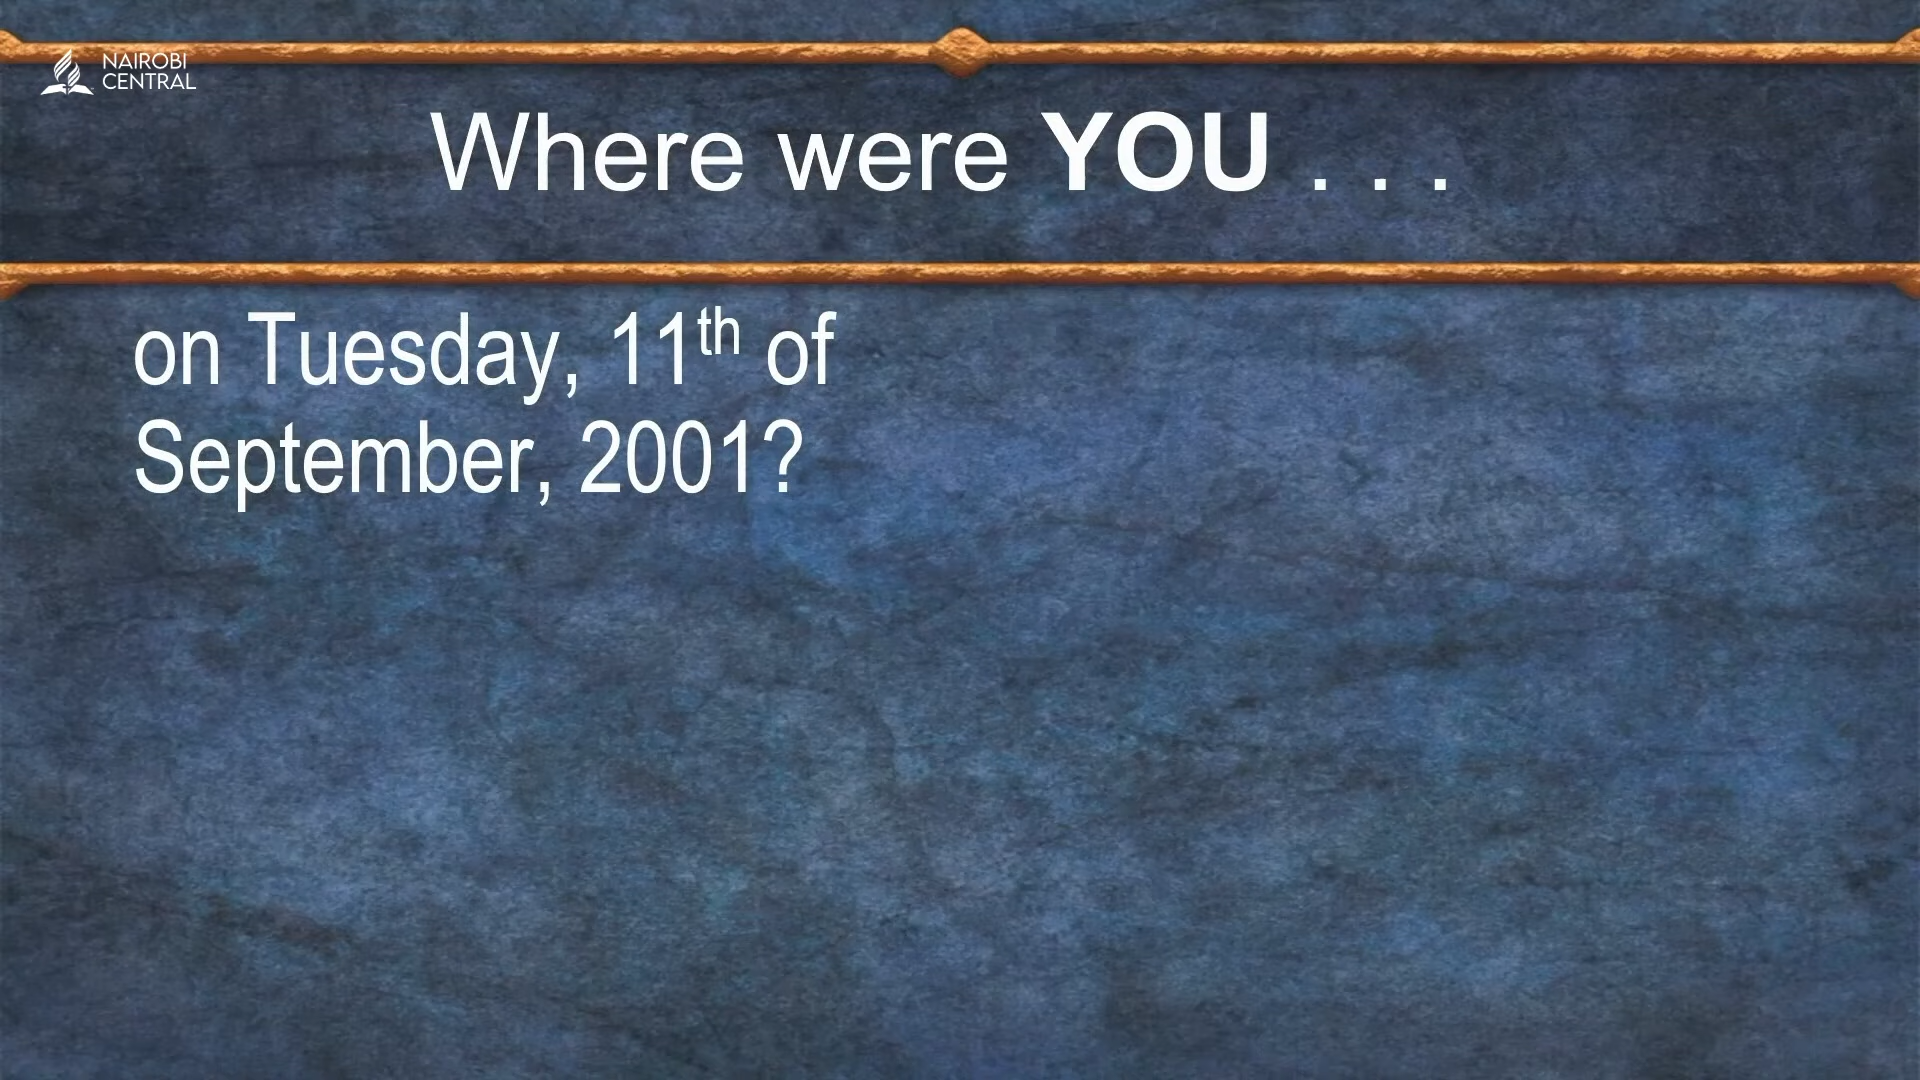 NAIROBI
CENTRAL
Where were YOU . . .
on Tuesday, 11th of
September, 2001?